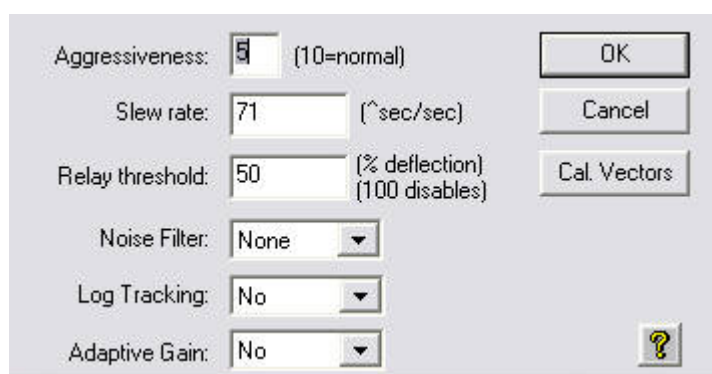 Aggressiveness: 5 (10=normal) OK
Slew rate: 71 (^sec/sec) Cancel
Relay threshold: 50 (% deflection) (100 disables) Cal. Vectors
Noise Filter: None
Log Tracking: No
Adaptive Gain: No ?